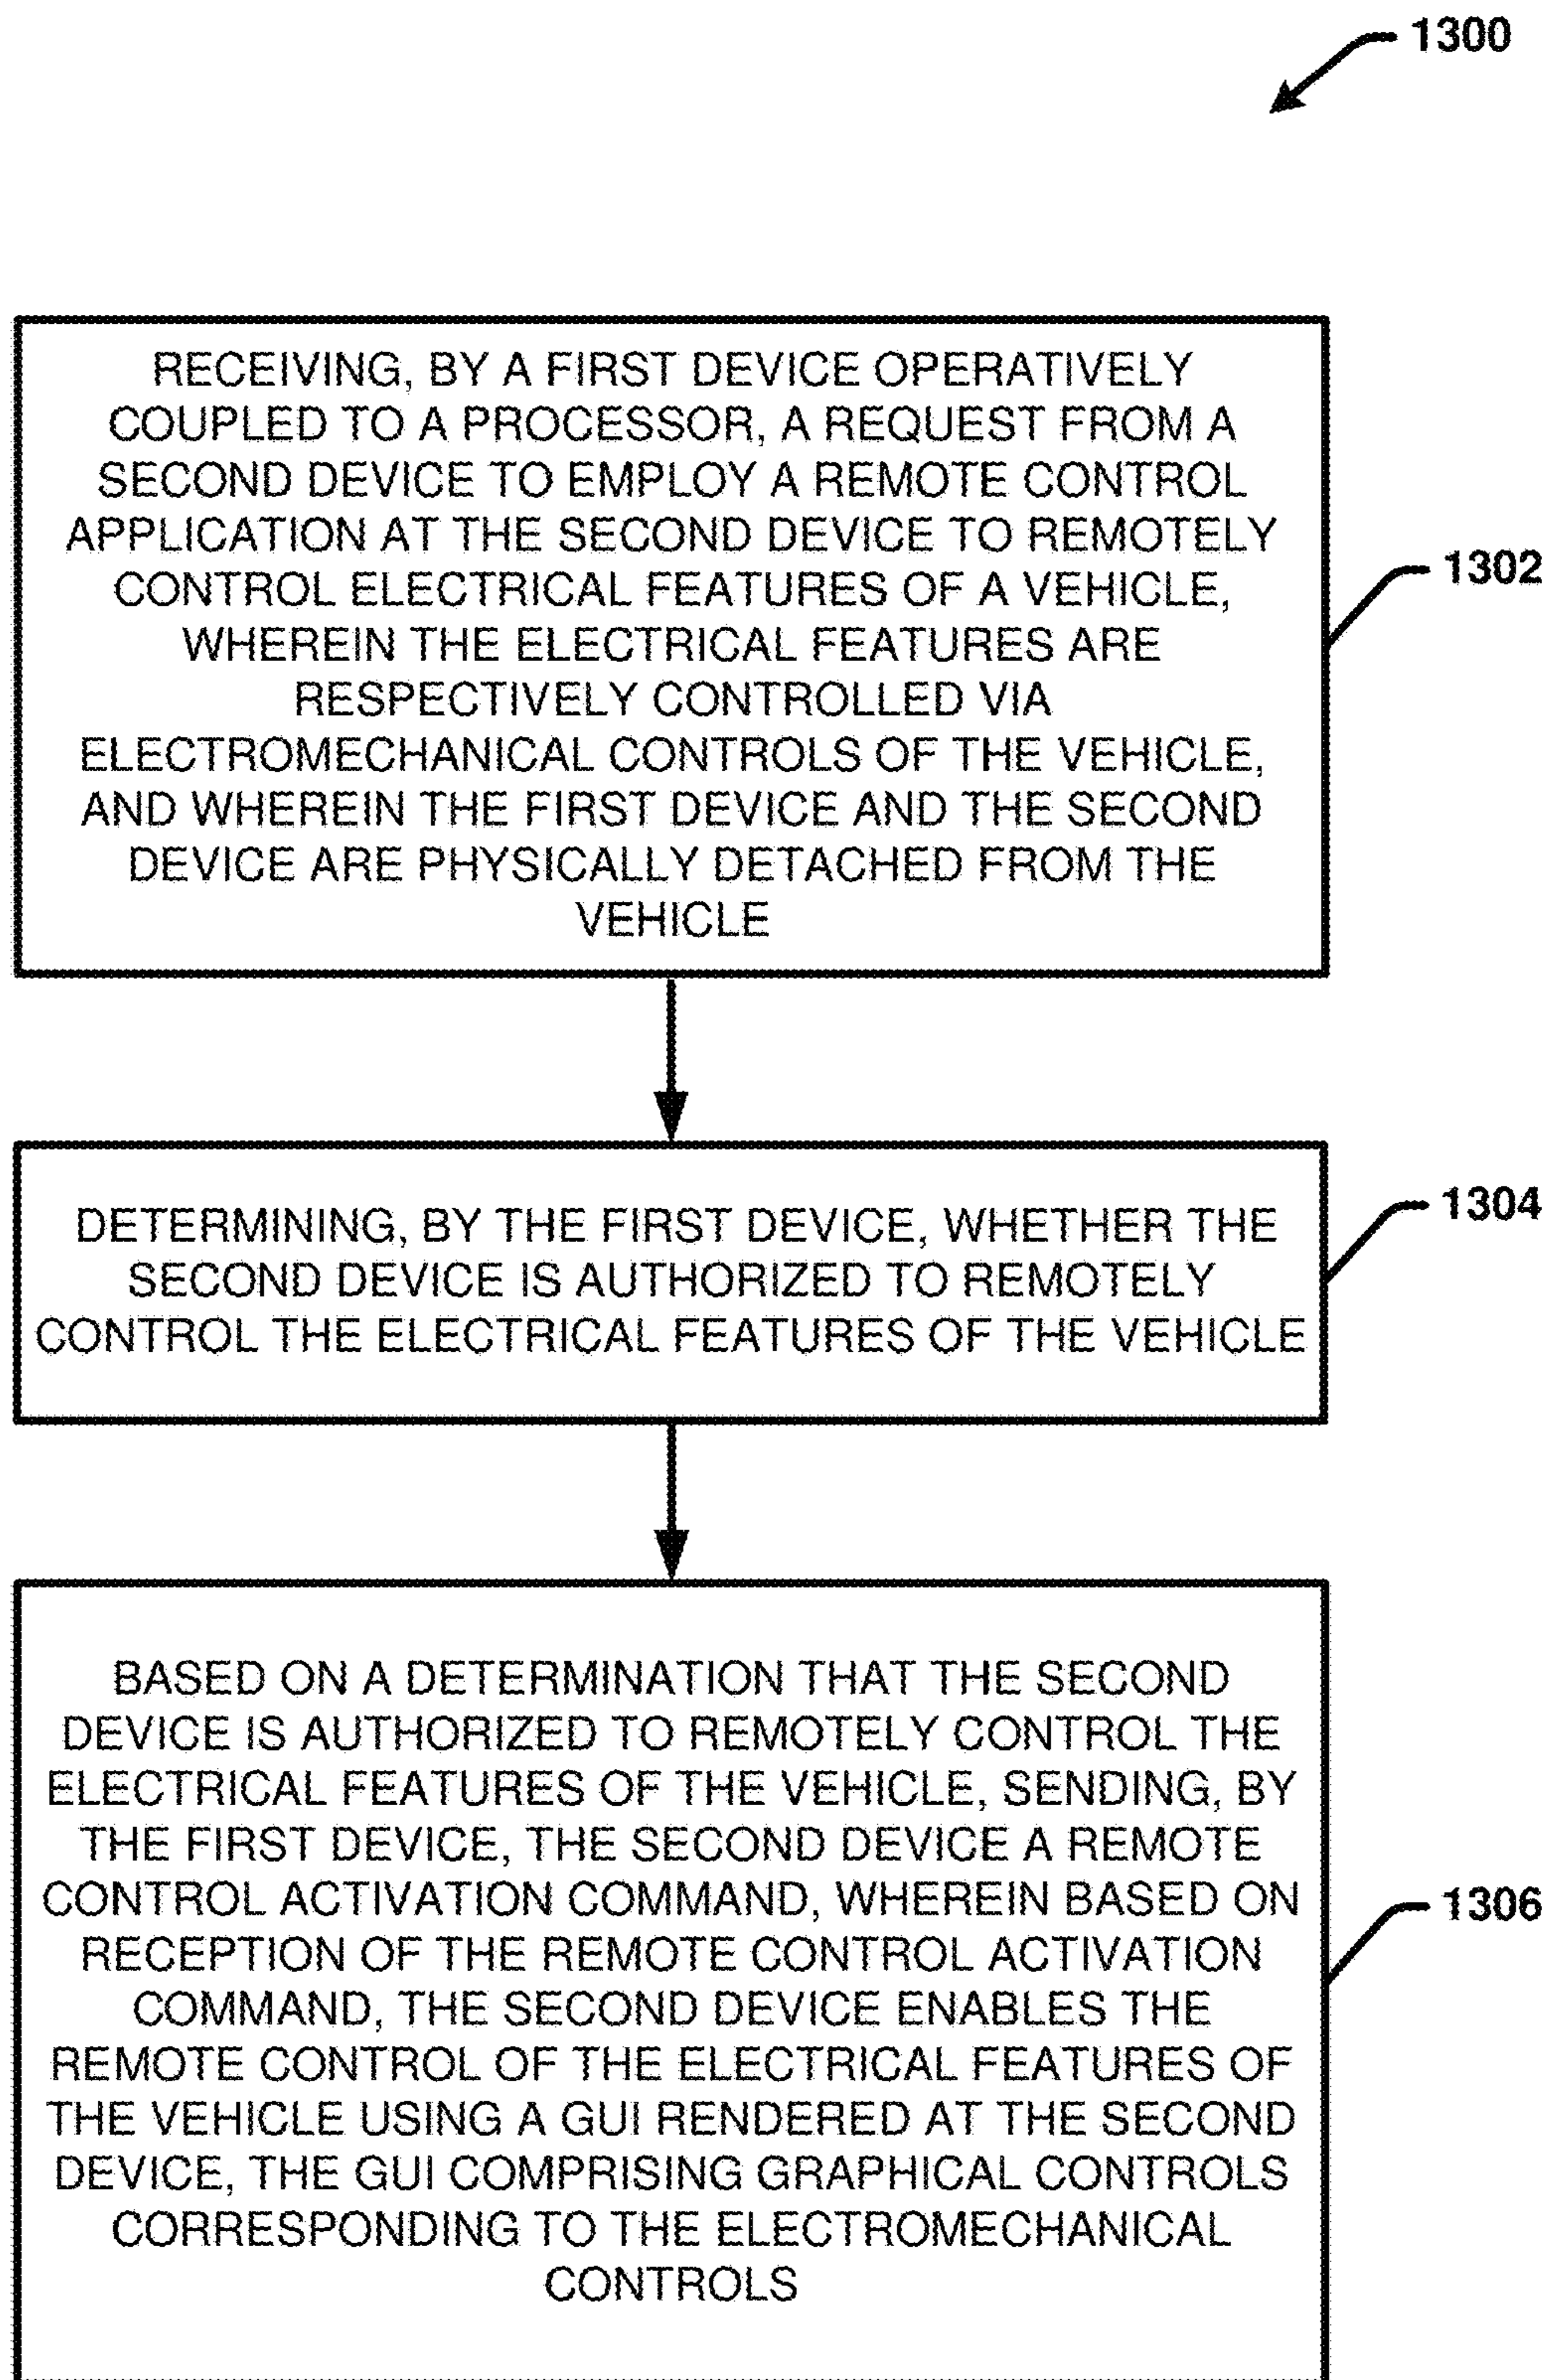 1300
RECEIVING, BY A FIRST DEVICE OPERATIVELY
COUPLED TO A PROCESSOR, A REQUEST FROM A
SECOND DEVICE TO EMPLOY A REMOTE CONTROL
APPLICATION AT THE SECOND DEVICE TO REMOTELY
CONTROL ELECTRICAL FEATURES OF A VEHICLE,
WHEREIN THE ELECTRICAL FEATURES ARE
RESPECTIVELY CONTROLLED VIA
ELECTROMECHANICAL CONTROLS OF THE VEHICLE,
AND WHEREIN THE FIRST DEVICE AND THE SECOND
DEVICE ARE PHYSICALLY DETACHED FROM THE
VEHICLE
1302
DETERMINING, BY THE FIRST DEVICE, WHETHER THE
SECOND DEVICE IS AUTHORIZED TO REMOTELY
CONTROL THE ELECTRICAL FEATURES OF THE VEHICLE
1304
BASED ON A DETERMINATION THAT THE SECOND
DEVICE IS AUTHORIZED TO REMOTELY CONTROL THE
ELECTRICAL FEATURES OF THE VEHICLE, SENDING, BY
THE FIRST DEVICE, THE SECOND DEVICE A REMOTE
CONTROL ACTIVATION COMMAND, WHEREIN BASED ON
RECEPTION OF THE REMOTE CONTROL ACTIVATION
COMMAND, THE SECOND DEVICE ENABLES THE
REMOTE CONTROL OF THE ELECTRICAL FEATURES OF
THE VEHICLE USING A GUI RENDERED AT THE SECOND
DEVICE, THE GUI COMPRISING GRAPHICAL CONTROLS
CORRESPONDING TO THE ELECTROMECHANICAL
CONTROLS
1306